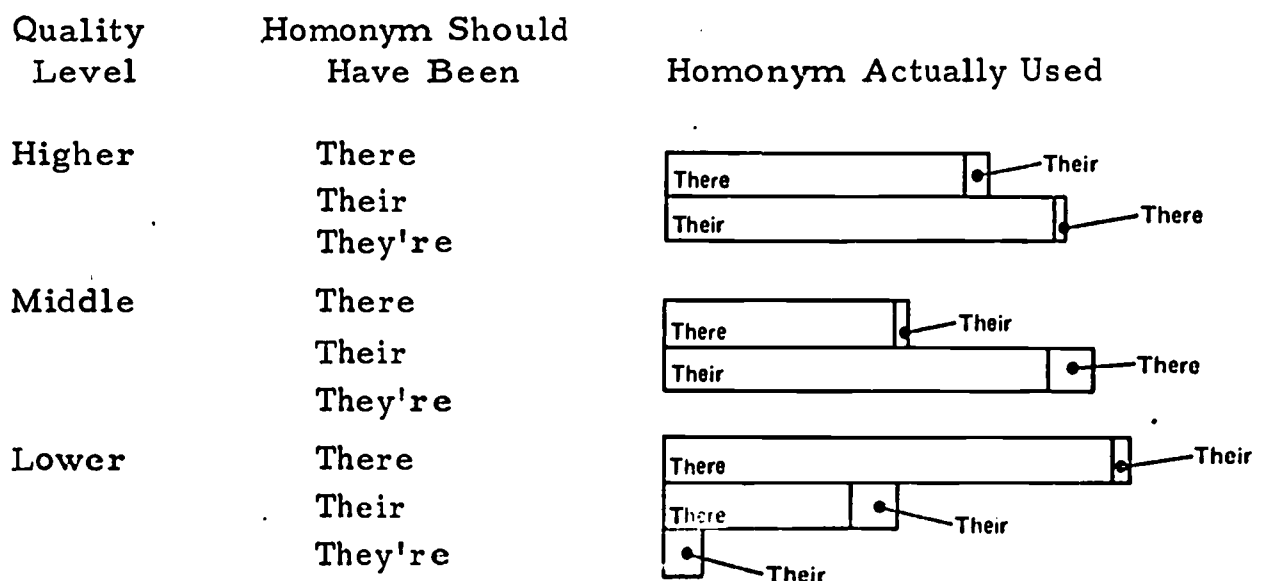 Quality Homonym Should
Level Have Been Homonym Actually Used
Higher There There Their
Their Their There
They're
Middle There There Their
Their Their There
They're
Lower There There Their
Their There Their
They're Their